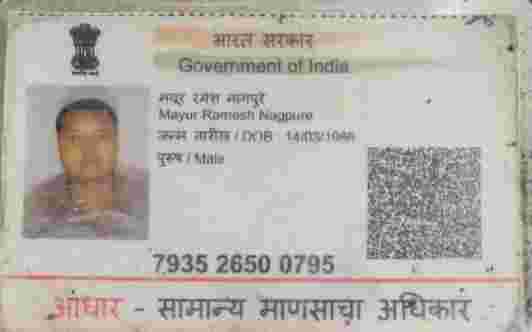 भारत सरकार
Government of India
मयूर रमेश नागपुरे
Mayur Ramesh Nagpure
जन्म तारीख / DOB : 14/03/1988
पुरुष / Male
7935 2650 0795
आधार - सामान्य माणसाचा अधिकार